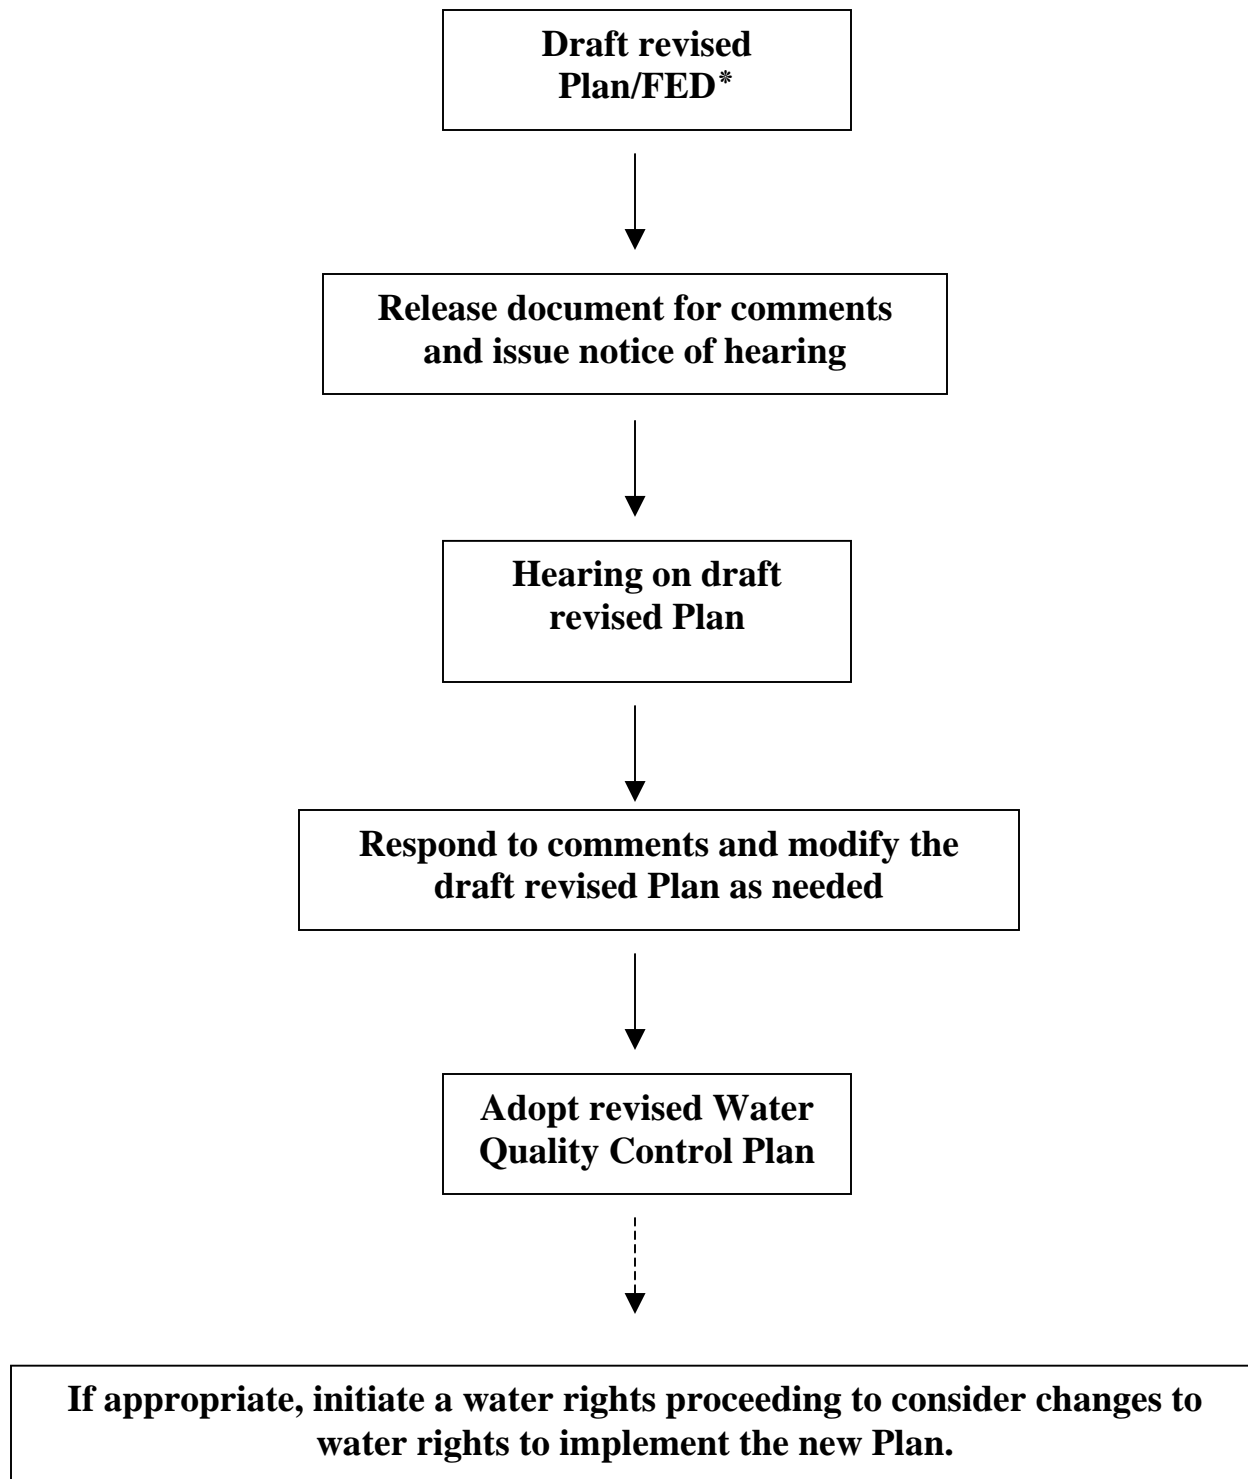 Draft revised
Plan/FED*
Release document for comments
and issue notice of hearing
Hearing on draft
revised Plan
Respond to comments and modify the
draft revised Plan as needed
Adopt revised Water
Quality Control Plan
If appropriate, initiate a water rights proceeding to consider changes to
water rights to implement the new Plan.